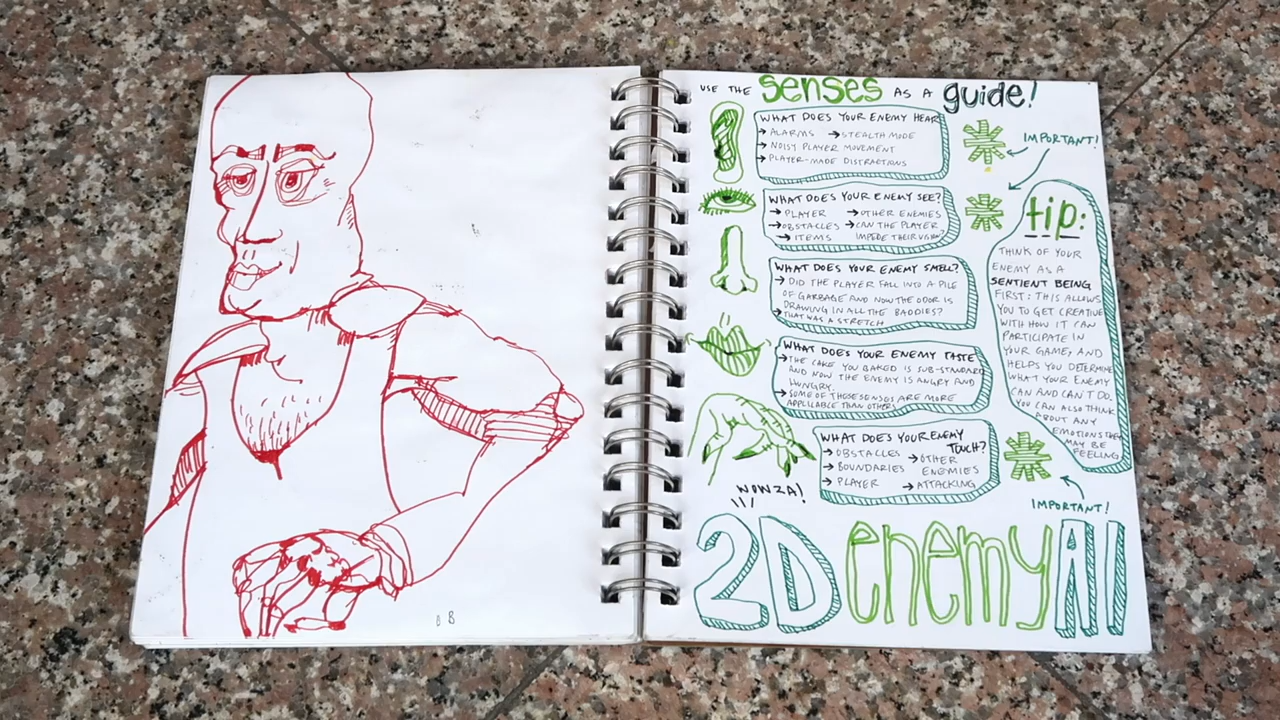 USE THE senses AS A guide!
WHAT DOES YOUR ENEMY HEAR
→ ALARMS → STEALTH MODE
→ NOISY PLAYER MOVEMENT
→ PLAYER-MADE DISTRACTIONS
IMPORTANT!
WHAT DOES YOUR ENEMY SEE?
→ PLAYER → OTHER ENEMIES
→ OBSTACLES → CAN THE PLAYER
→ ITEMS IMPEDE THEIR VISION?
WHAT DOES YOUR ENEMY SMELL?
→ DID THE PLAYER FALL INTO A PILE
OF GARBAGE AND NOW THE ODOR IS
DRAWING IN ALL THE BADDIES?
→ THAT WAS A STRETCH
WHAT DOES YOUR ENEMY TASTE
→ THE CAKE YOU BAKED IS SUB-STANDARD
AND NOW THE ENEMY IS ANGRY AND
HUNGRY.
→ SOME OF THESE SENSES ARE MORE
APPLICABLE THAN OTHERS
WHAT DOES YOUR ENEMY
TOUCH?
→ OBSTACLES → OTHER
→ BOUNDARIES ENEMIES
→ PLAYER → ATTACKING
tip:
THINK OF YOUR
ENEMY AS A
SENTIENT BEING
FIRST: THIS ALLOWS
YOU TO GET CREATIVE
WITH HOW IT CAN
PARTICIPATE IN
YOUR GAME, AND
HELPS YOU DETERMINE
WHAT YOUR ENEMY
CAN AND CAN'T DO.
YOU CAN ALSO THINK
ABOUT ANY
EMOTIONS THEY
MAY BE
FEELING
IMPORTANT!
WOWZA!
2D enemy AI